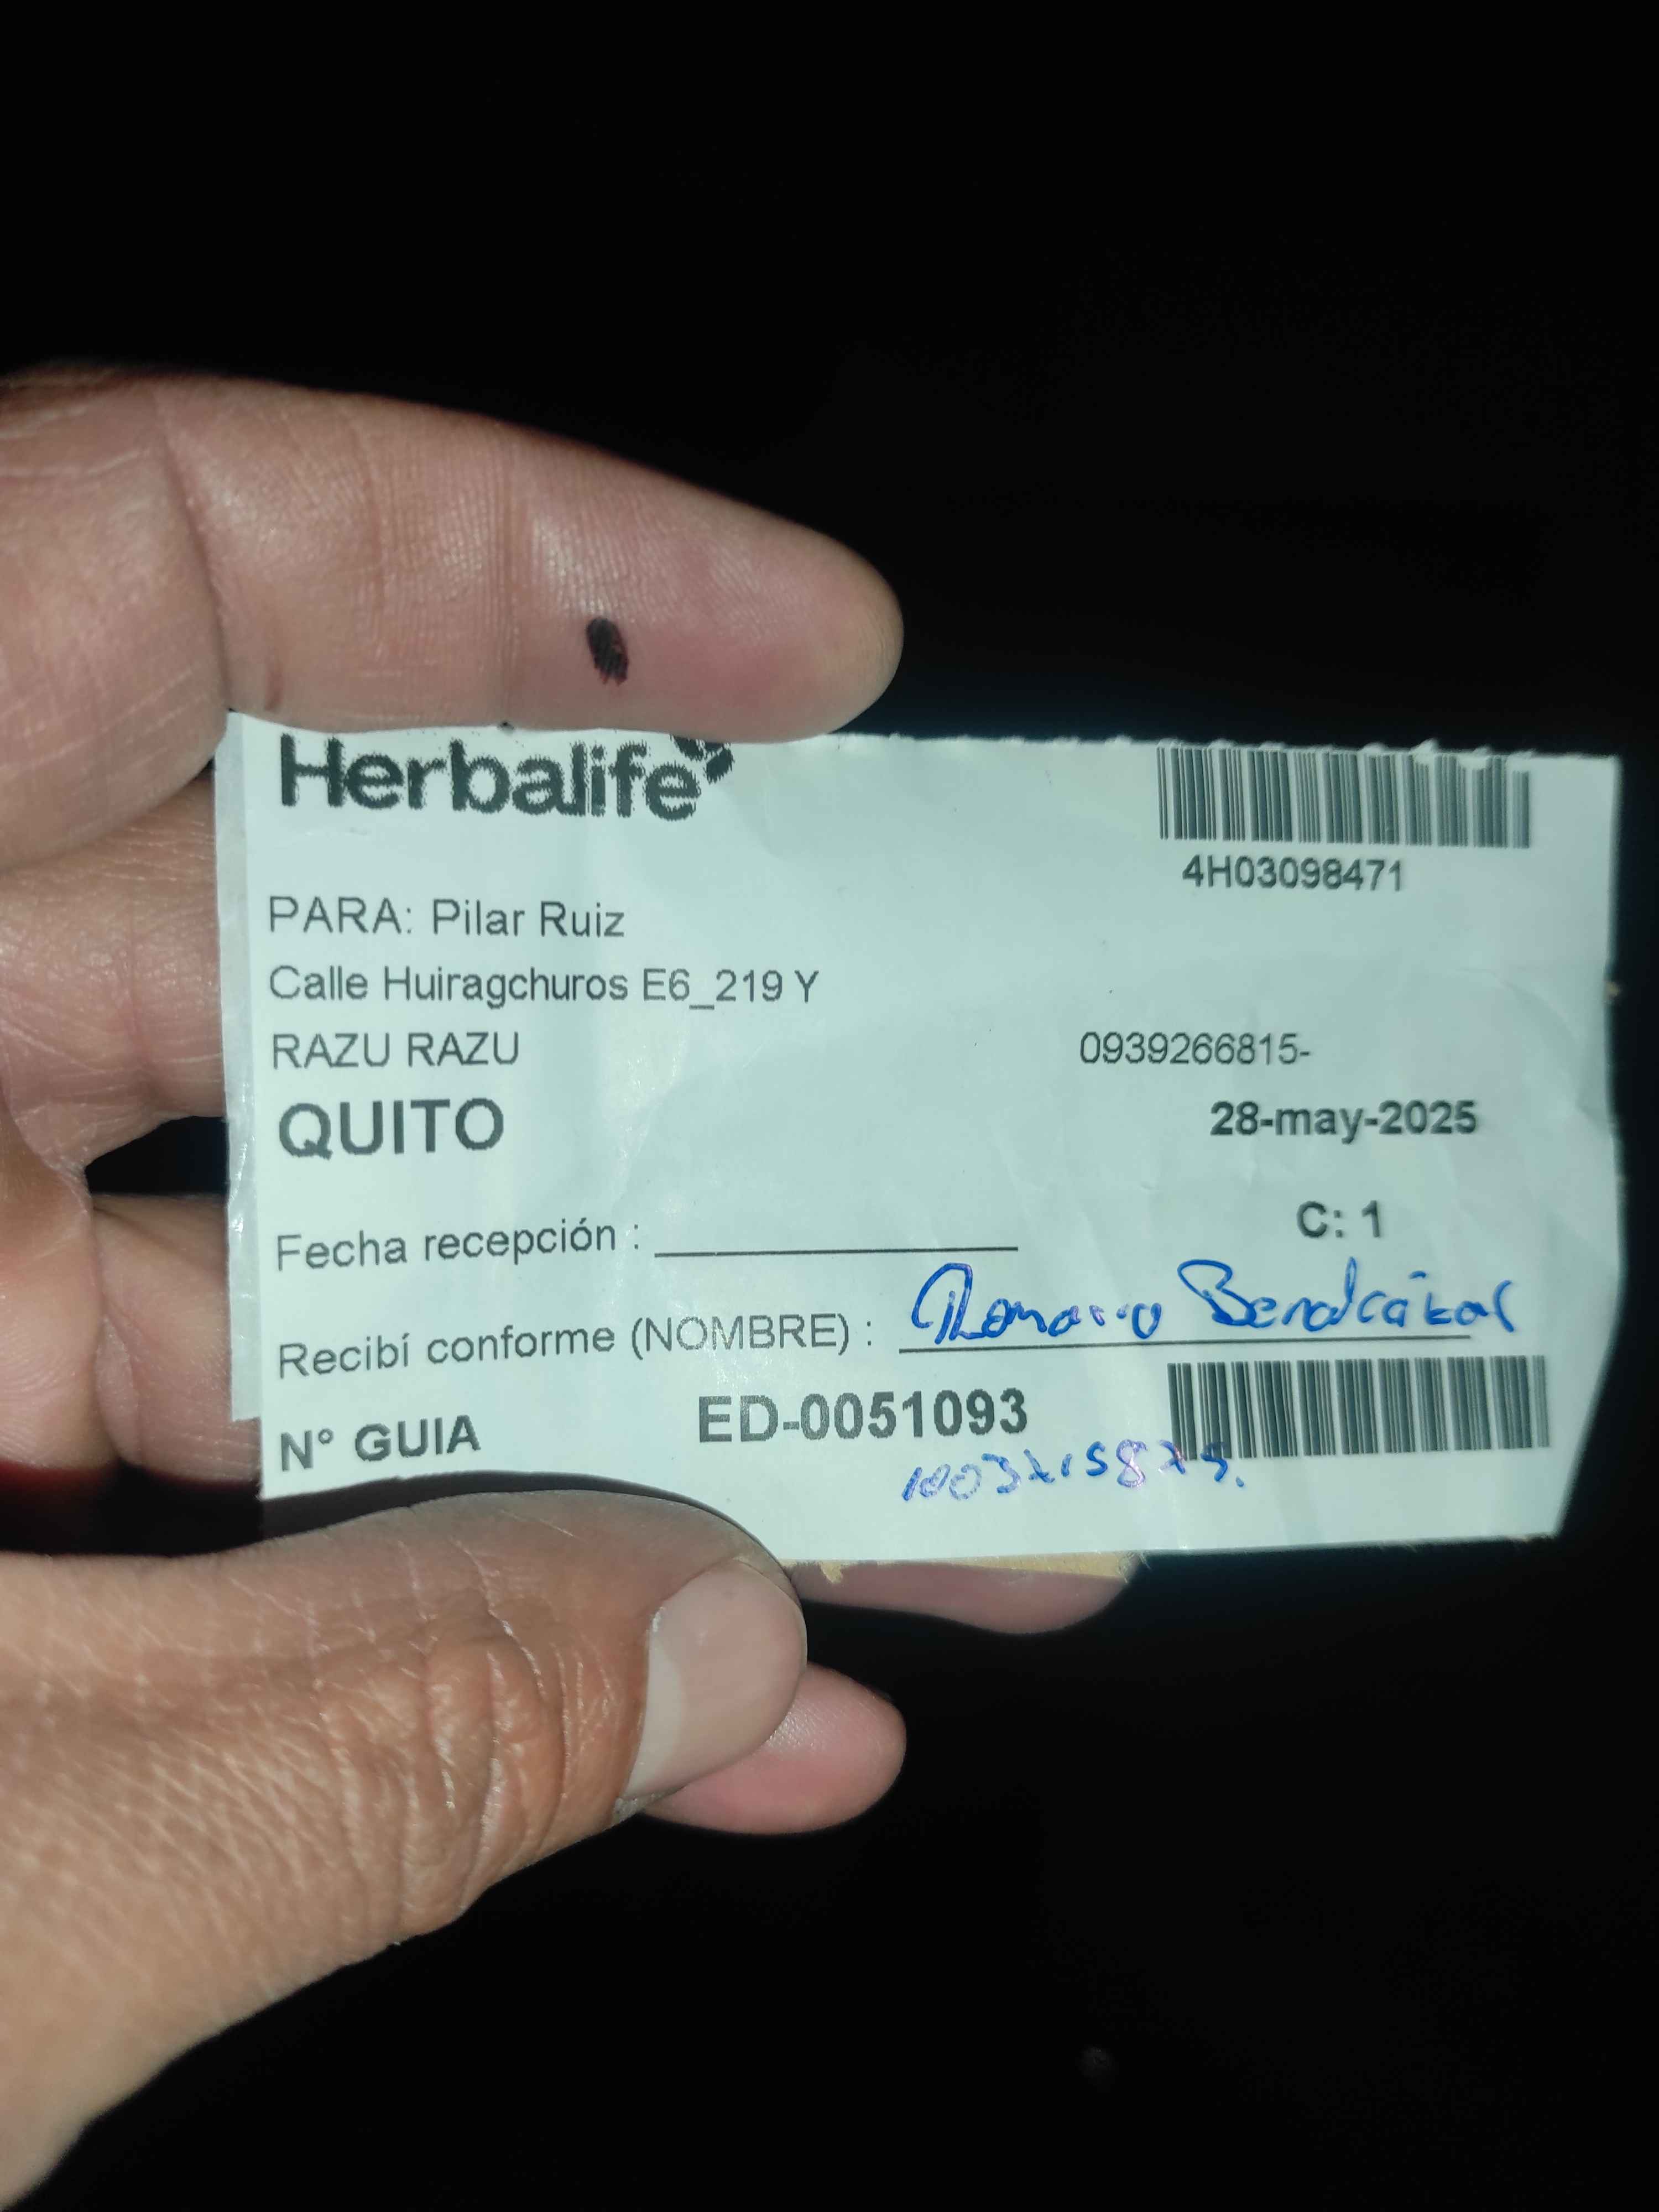 Herbalife
4H03098471
PARA: Pilar Ruiz
Calle Huiragchuros E6_219 Y
RAZU RAZU 0939266815-
QUITO 28-may-2025
C: 1
Fecha recepción :
Recibí conforme (NOMBRE) :
N° GUIA ED-0051093